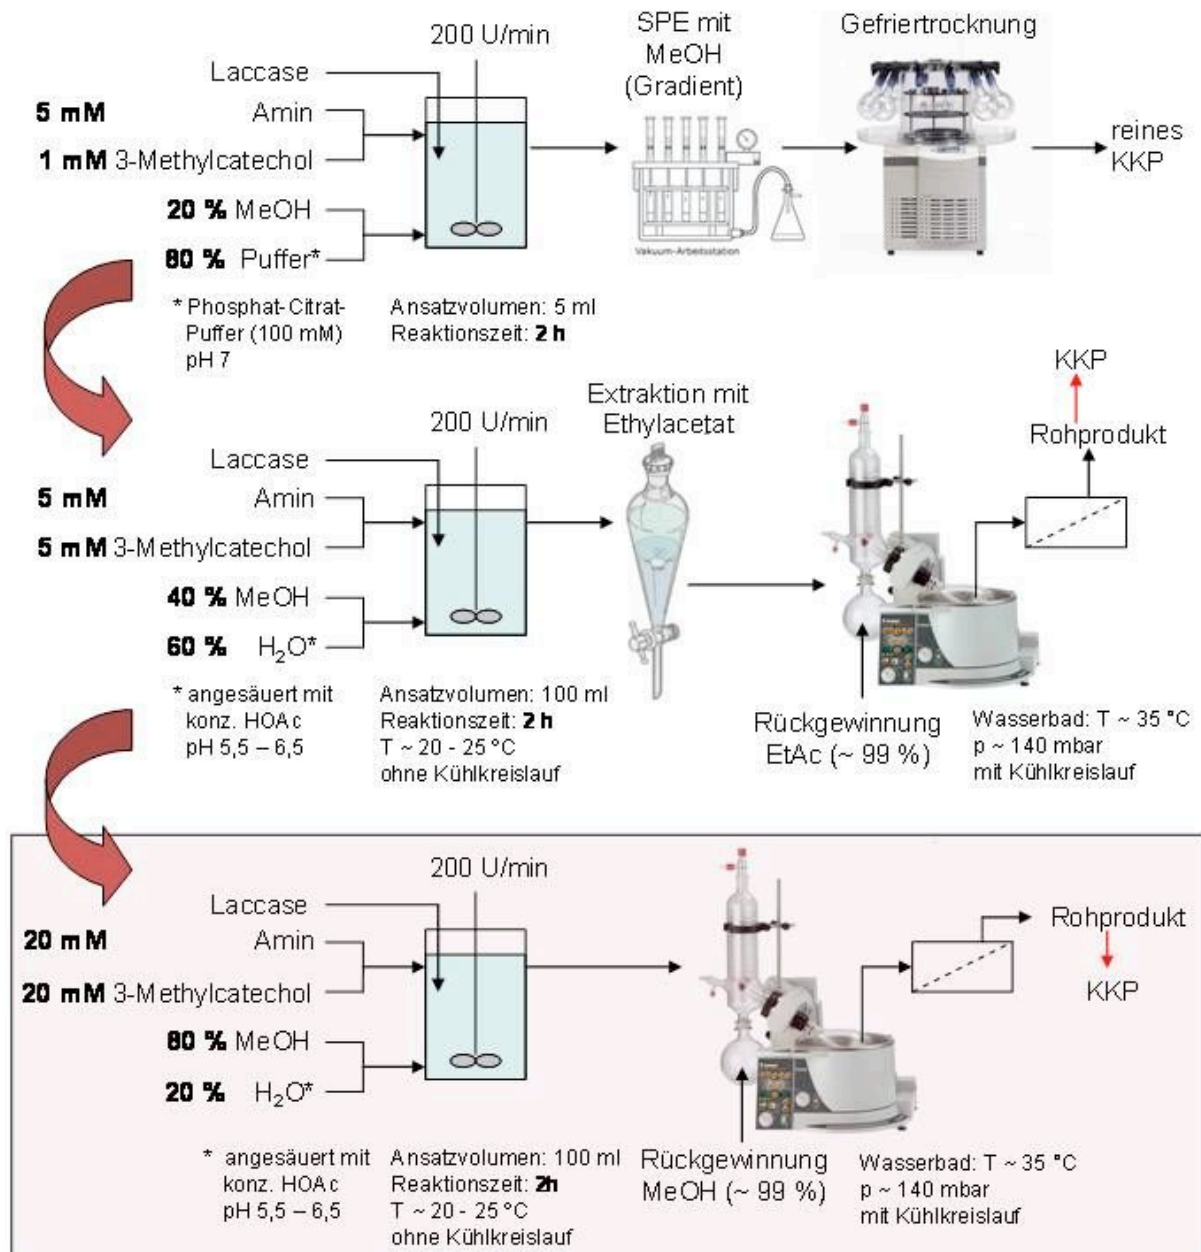 200 U/min
SPE mit
MeOH
(Gradient)
Gefriertrocknung
Laccase
5 mM Amin
1 mM 3-Methylcatechol
20 % MeOH
80 % Puffer*
Vakuum-Arbeitsstation
reines
KKP
* Phosphat-Citrat-
Puffer (100 mM)
pH 7
Ansatzvolumen: 5 ml
Reaktionszeit: 2 h
200 U/min
Extraktion mit
Ethylacetat
KKP
Rohprodukt
Laccase
5 mM Amin
5 mM 3-Methylcatechol
40 % MeOH
60 % H₂O*
* angesäuert mit
konz. HOAc
pH 5,5 – 6,5
Ansatzvolumen: 100 ml
Reaktionszeit: 2 h
T ~ 20 - 25 °C
ohne Kühlkreislauf
Rückgewinnung
EtAc (~ 99 %)
Wasserbad: T ~ 35 °C
p ~ 140 mbar
mit Kühlkreislauf
200 U/min
Laccase
20 mM Amin
20 mM 3-Methylcatechol
80 % MeOH
20 % H₂O*
Rohprodukt
KKP
* angesäuert mit
konz. HOAc
pH 5,5 – 6,5
Ansatzvolumen: 100 ml
Reaktionszeit: 2h
T ~ 20 - 25 °C
ohne Kühlkreislauf
Rückgewinnung
MeOH (~ 99 %)
Wasserbad: T ~ 35 °C
p ~ 140 mbar
mit Kühlkreislauf